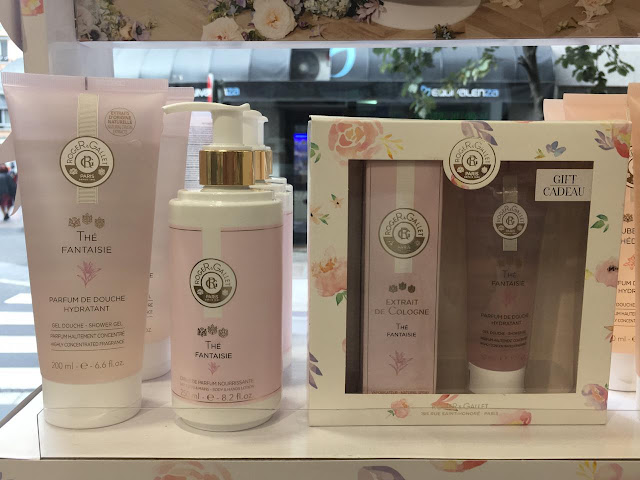 EQUIVALENZA
ROGER & GALLET
PARIS
THÉ
FANTAISIE
PARFUM DE DOUCHE
HYDRATANT
GEL DOUCHE - SHOWER GEL
PARFUM HAUTEMENT CONCENTRÉ
HIGHLY CONCENTRATED FRAGRANCE
200 ml - 6.6 fl.oz.
ROGER & GALLET
PARIS
THÉ
FANTAISIE
PARFUM NOURRISSANTE
ml - 8.2 fl.oz.
ROGER & GALLET
PARIS
GIFT
CADEAU
ROGER & GALLET
PARIS
EXTRAIT
DE COLOGNE
THÉ
FANTAISIE
ROGER & GALLET
PARIS
THÉ
FANTAISIE
PARFUM DE DOUCHE
HYDRATANT
ROGER & GALLET